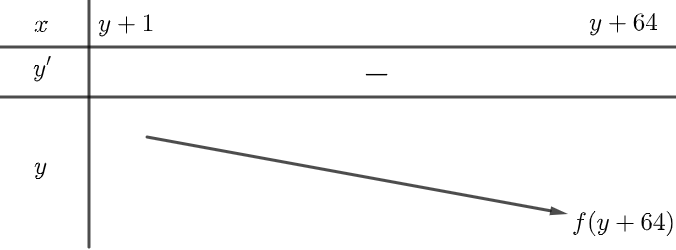 x y + 1 y + 64
y′ −
y
f(y + 64)